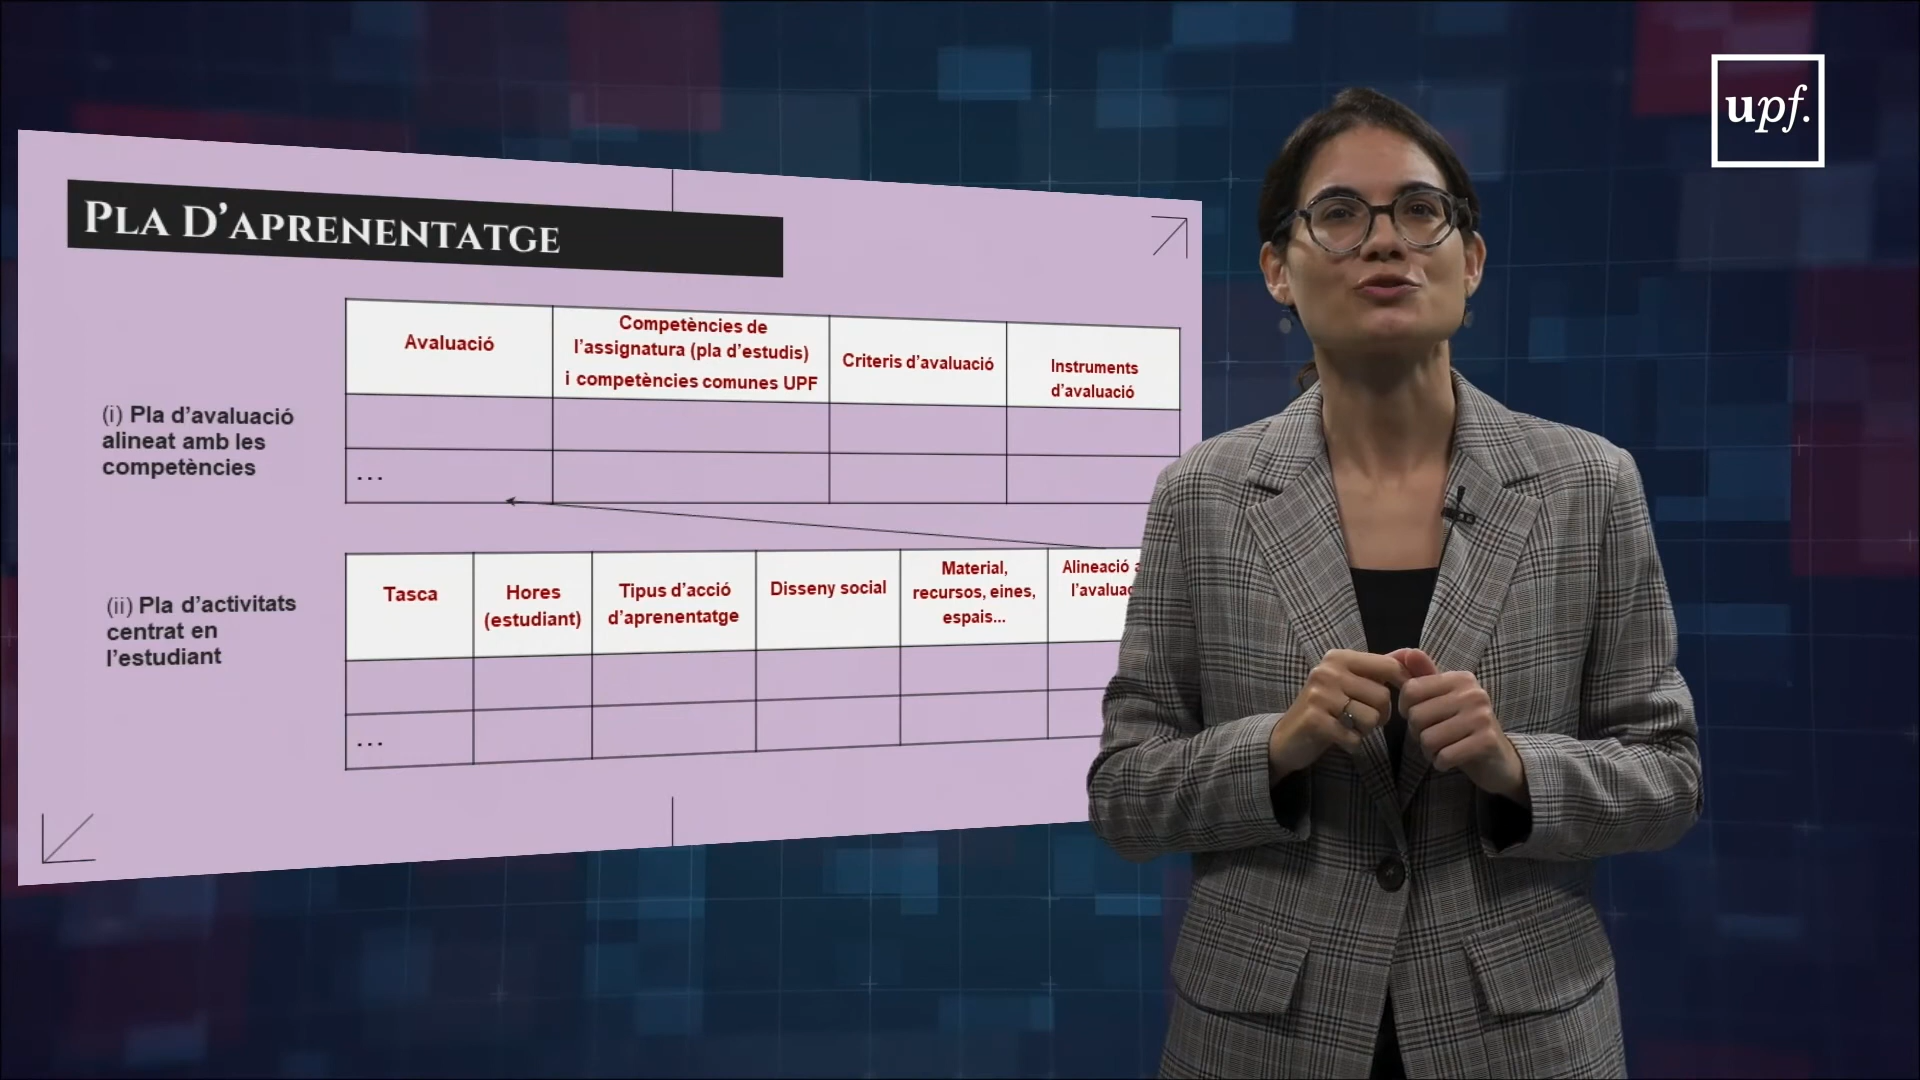 upf.
PLA D'APRENENTATGE
Avaluació
Competències de
l'assignatura (pla d'estudis)
i competències comunes UPF
Criteris d'avaluació
Instruments
d'avaluació
(i) Pla d'avaluació
alineat amb les
competències
...
Tasca
Hores
(estudiant)
Tipus d'acció
d'aprenentatge
Disseny social
Material,
recursos, eines,
espais...
Alineació
(ii) Pla d'activitats
centrat en
l'estudiant
...